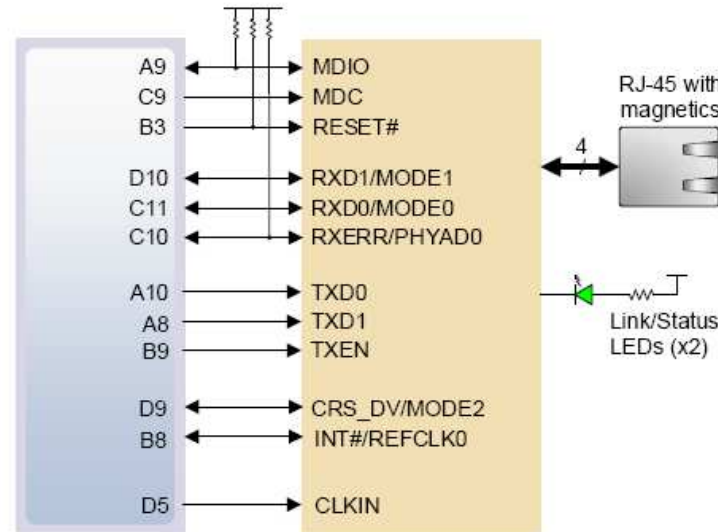 A9 MDIO
C9 MDC
B3 RESET#
RJ-45 with
magnetics
4
D10 RXD1/MODE1
C11 RXD0/MODE0
C10 RXERR/PHYAD0
A10 TXD0
A8 TXD1
B9 TXEN
Link/Status
LEDs (x2)
D9 CRS_DV/MODE2
B8 INT#/REFCLK0
D5 CLKIN